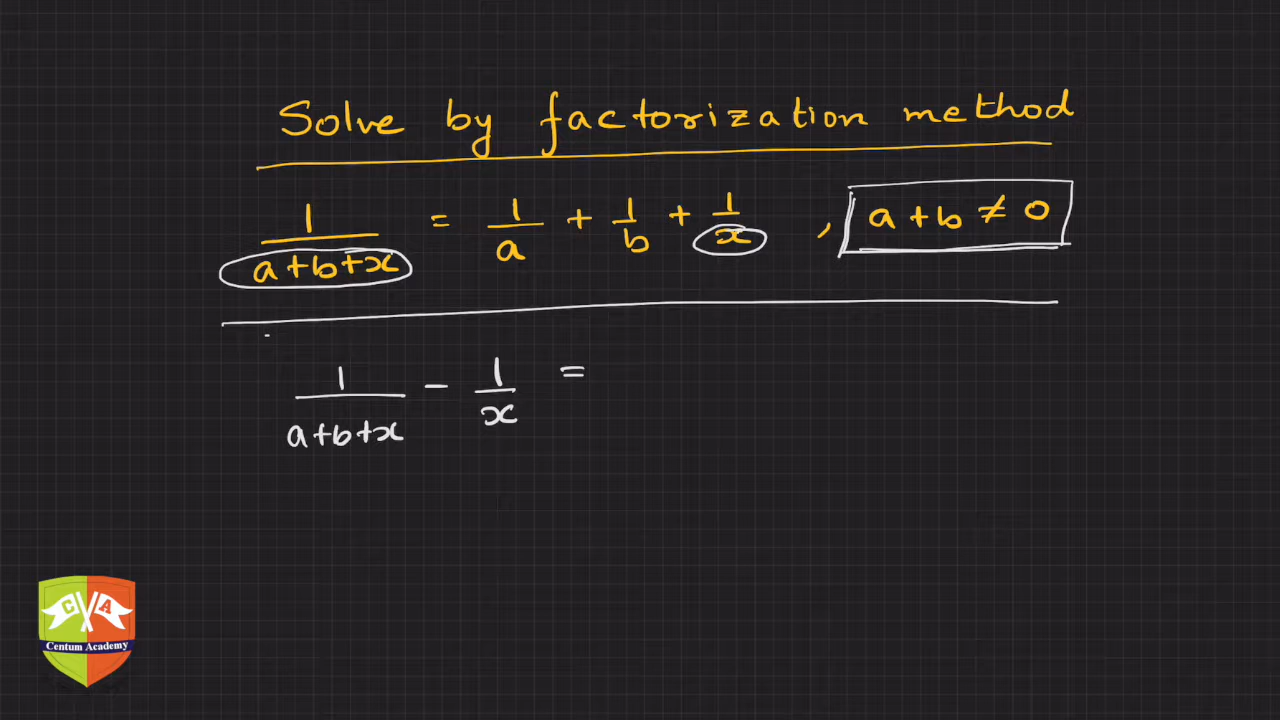 Solve by factorization method
1/(a+b+x) = 1/a + 1/b + 1/x , a+b ≠ 0
1/(a+b+x) - 1/x =
C A
Centum Academy